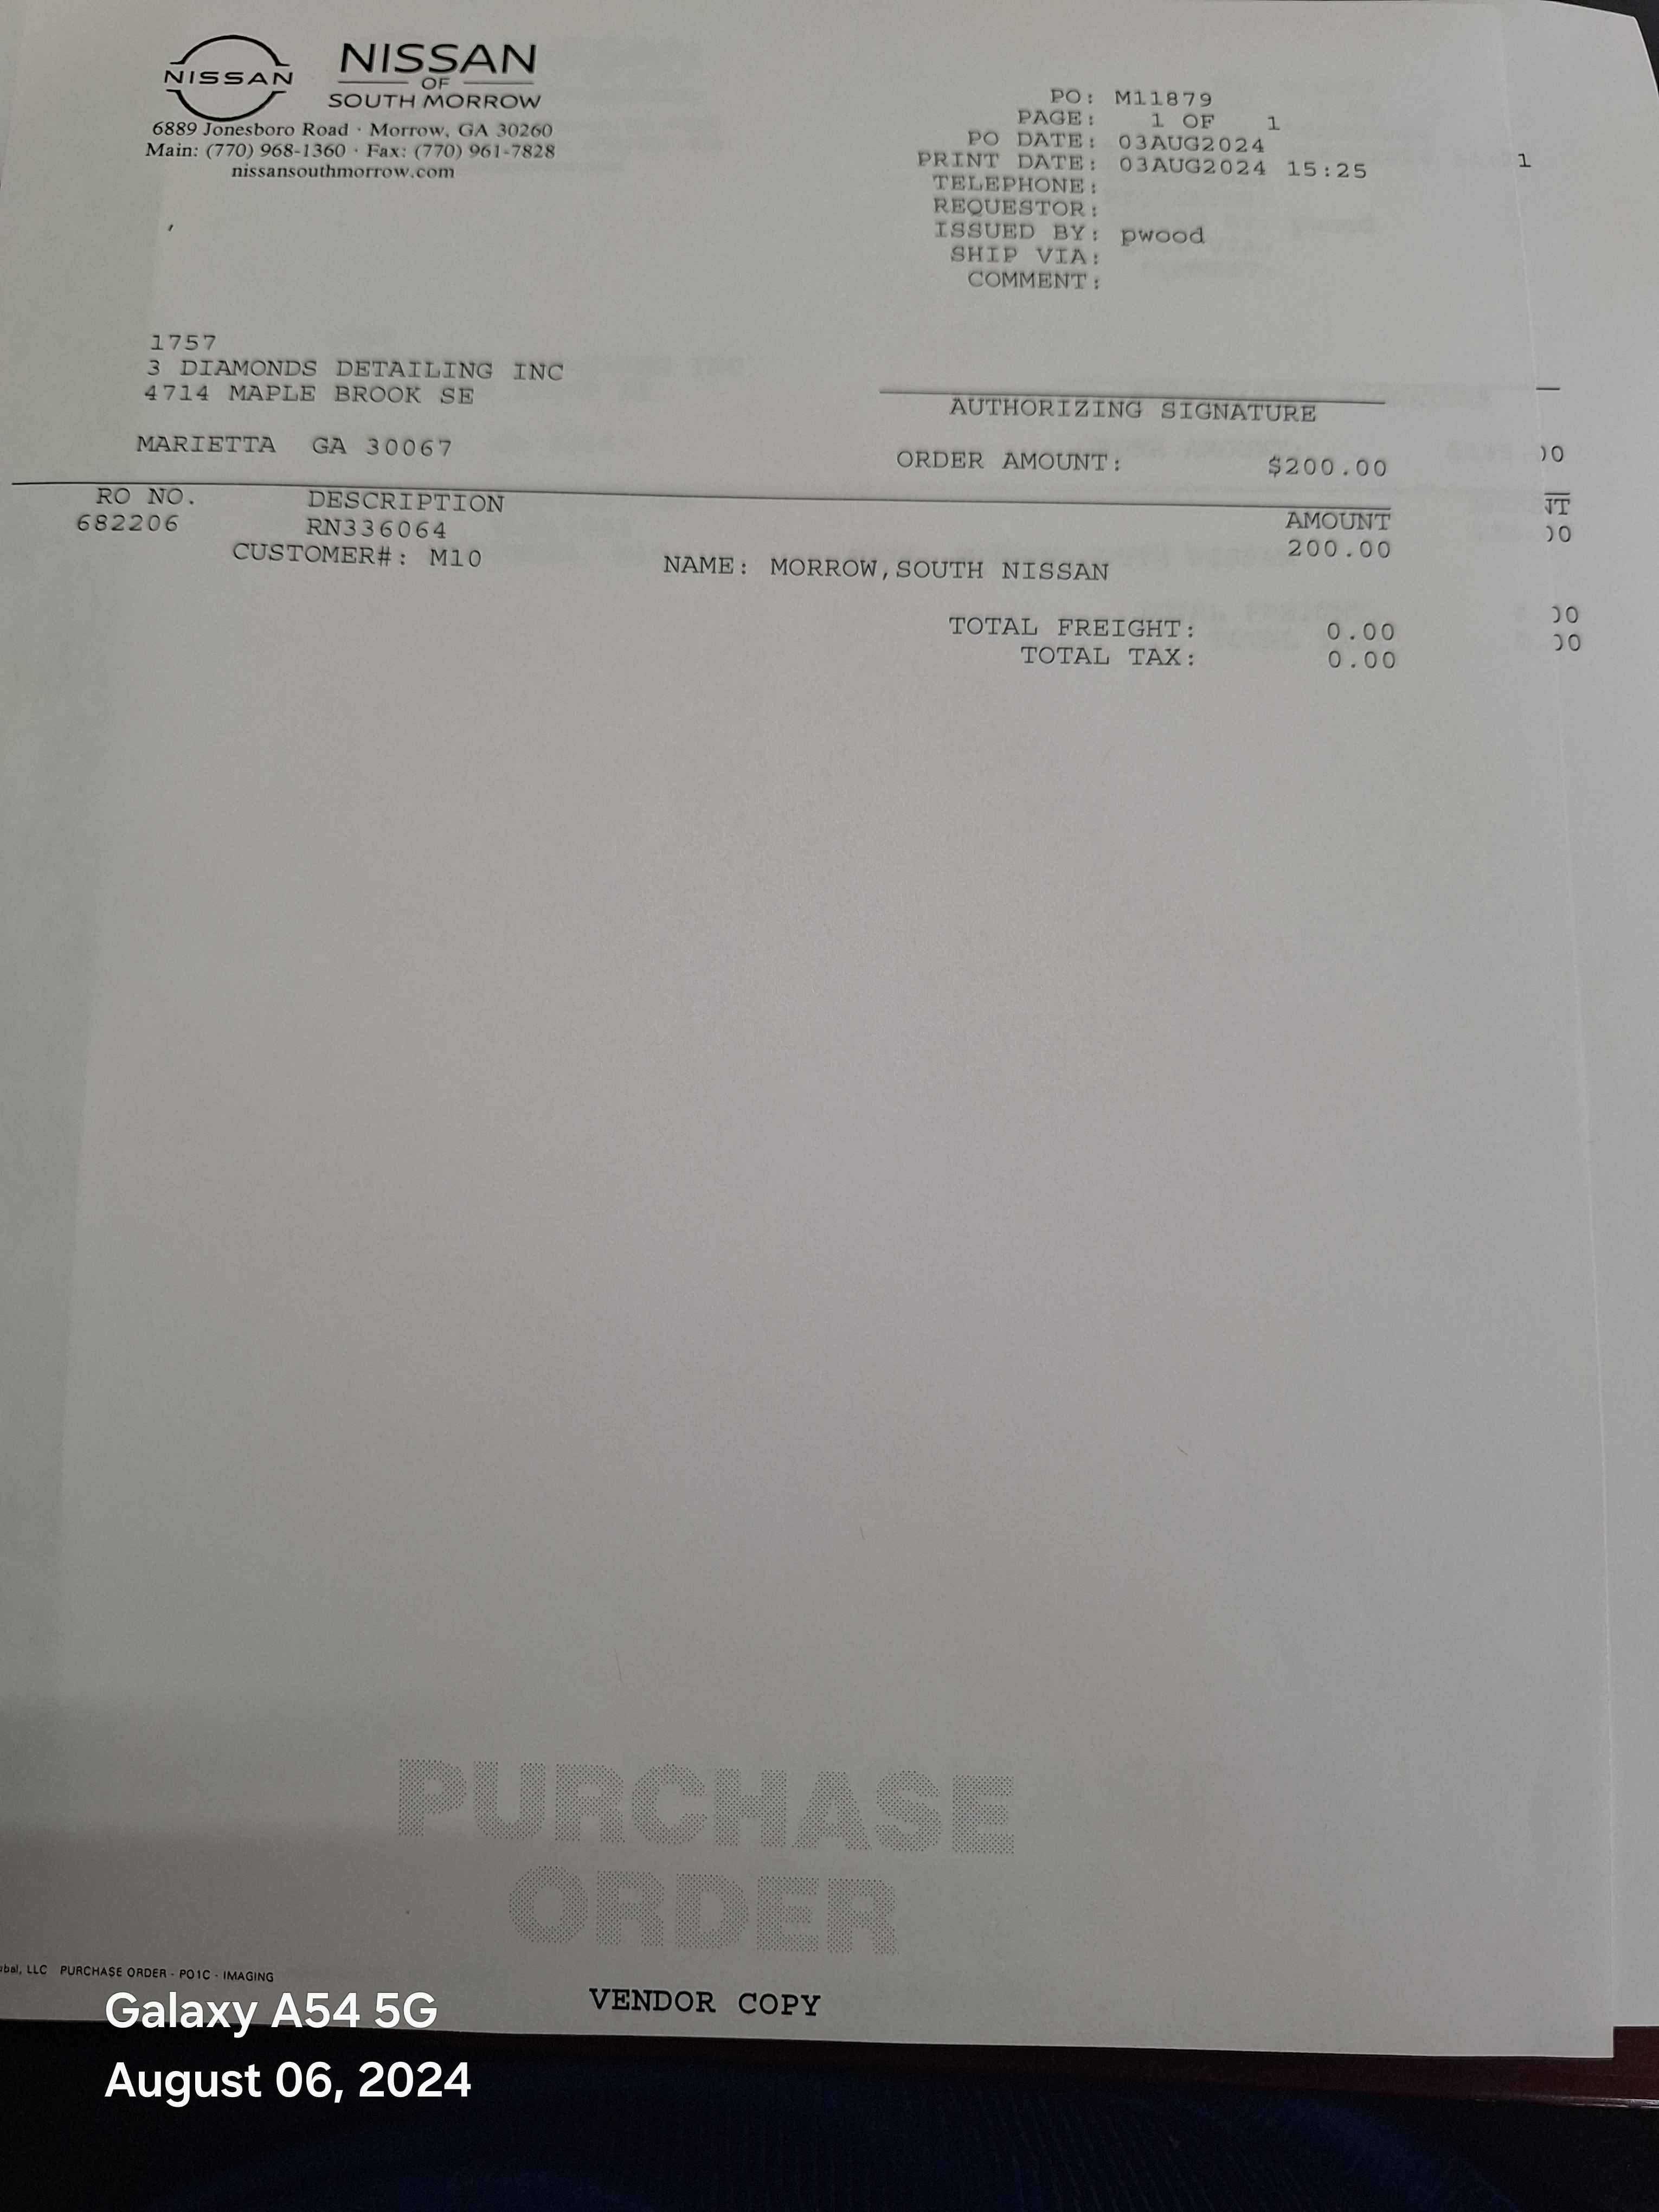 NISSAN
NISSAN
OF
SOUTH MORROW
6889 Jonesboro Road · Morrow, GA 30260
Main: (770) 968-1360 · Fax: (770) 961-7828
nissansouthmorrow.com
PO: M11879
PAGE: 1 OF 1
PO DATE: 03AUG2024
PRINT DATE: 03AUG2024 15:25
TELEPHONE:
REQUESTOR:
ISSUED BY: pwood
SHIP VIA:
COMMENT:
1
1757
3 DIAMONDS DETAILING INC
4714 MAPLE BROOK SE
MARIETTA GA 30067
AUTHORIZING SIGNATURE
ORDER AMOUNT: $200.00
RO NO. DESCRIPTION AMOUNT
682206 RN336064 200.00
CUSTOMER#: M10 NAME: MORROW,SOUTH NISSAN
TOTAL FREIGHT: 0.00
TOTAL TAX: 0.00
PURCHASE
ORDER
LLC PURCHASE ORDER - PO1C - IMAGING
VENDOR COPY
Galaxy A54 5G
August 06, 2024